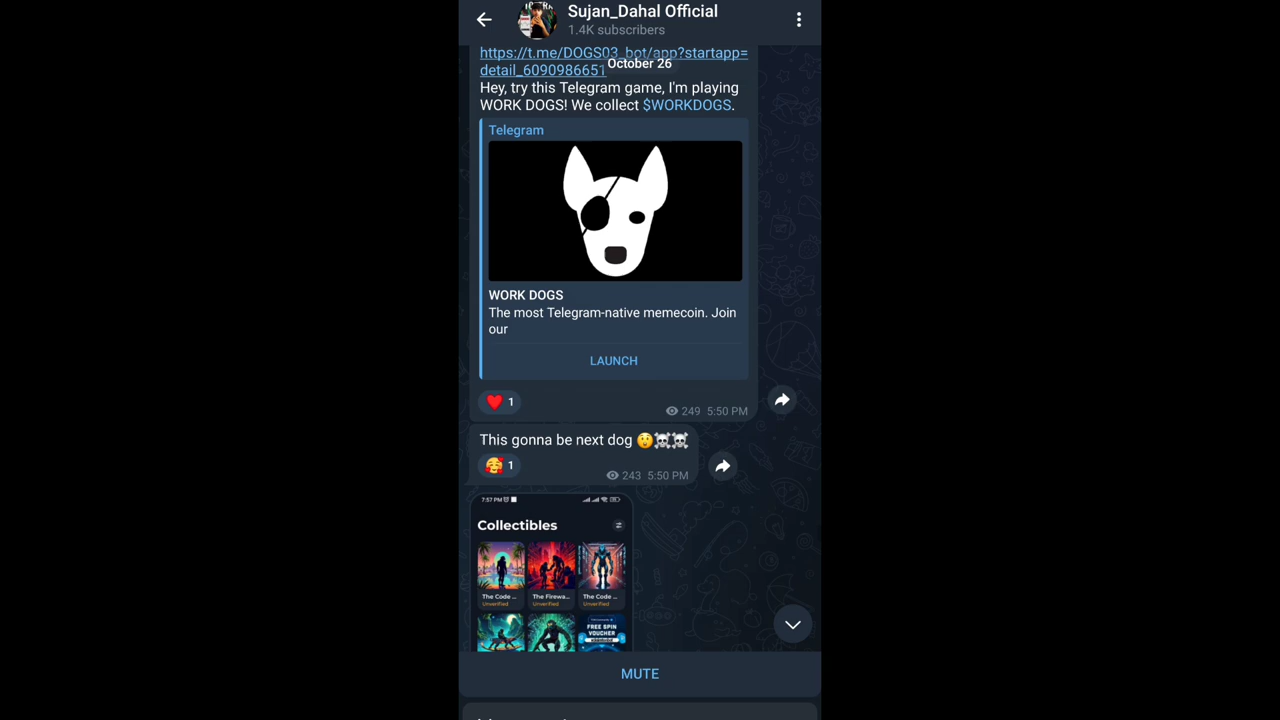 Sujan_Dahal Official
1.4K subscribers
https://t.me/DOGS03_bot/app?startapp=
detail_6090986651
October 26
Hey, try this Telegram game, I'm playing
WORK DOGS! We collect $WORKDOGS.
Telegram
WORK DOGS
The most Telegram-native memecoin. Join
our
LAUNCH
1
249 5:50 PM
This gonna be next dog 😲☠️☠️
1
243 5:50 PM
7:57 PM
Collectibles
The Code ...
The Firewa...
The Code ...
Unverified
Unverified
Unverified
FREE SPIN
VOUCHER
MUTE